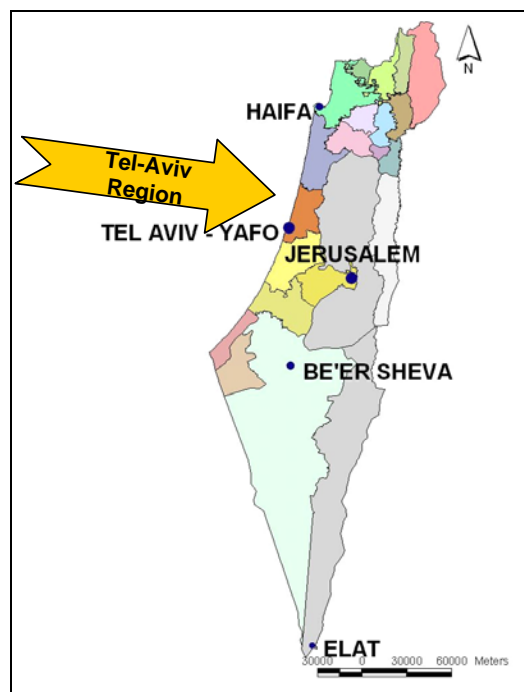 N
HAIFA
Tel-Aviv
Region
TEL AVIV - YAFO
JERUSALEM
BE'ER SHEVA
ELAT
30000 0 30000 60000 Meters